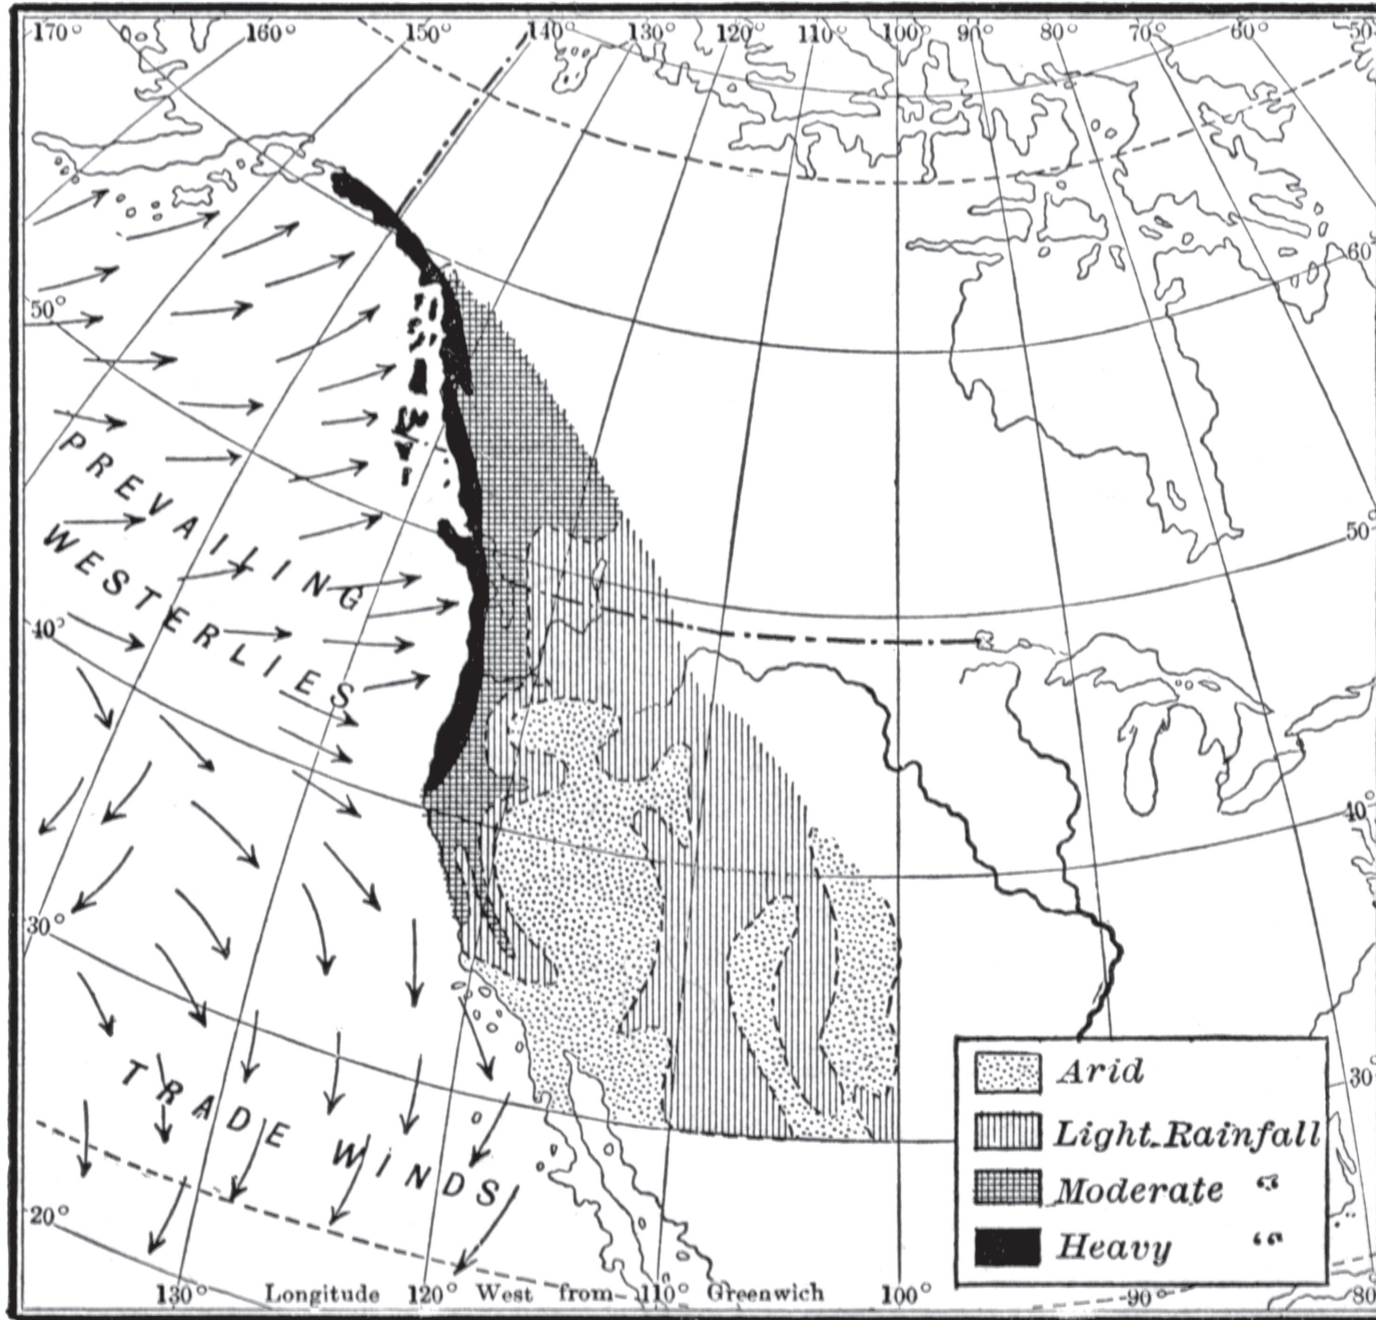 170° 160° 150° 140° 130° 120° 110° 100° 90° 80° 70° 60° 50
60°
50°
50°
40°
40°
30°
30°
20°
PREVAILING
WESTERLIES
TRADE WINDS
Arid
Light Rainfall
Moderate "
Heavy "
130° Longitude 120° West from 110° Greenwich 100° 90° 80